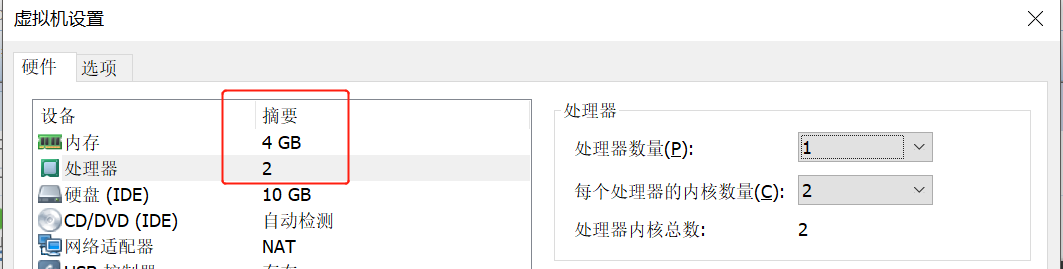 虚拟机设置
硬件 选项
设备 摘要
内存 4 GB
处理器 2
硬盘 (IDE) 10 GB
CD/DVD (IDE) 自动检测
网络适配器 NAT
处理器
处理器数量(P): 1
每个处理器的内核数量(C): 2
处理器内核总数: 2